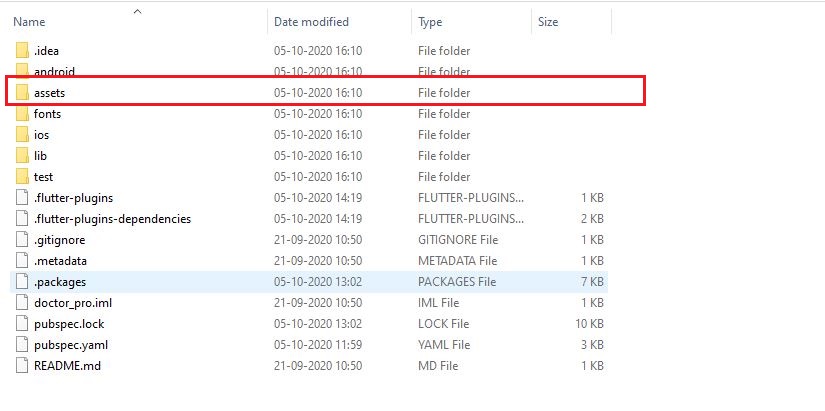 Name Date modified Type Size
.idea 05-10-2020 16:10 File folder
android 05-10-2020 16:10 File folder
assets 05-10-2020 16:10 File folder
fonts 05-10-2020 16:10 File folder
ios 05-10-2020 16:10 File folder
lib 05-10-2020 16:10 File folder
test 05-10-2020 16:10 File folder
.flutter-plugins 05-10-2020 14:19 FLUTTER-PLUGINS... 1 KB
.flutter-plugins-dependencies 05-10-2020 14:19 FLUTTER-PLUGINS... 2 KB
.gitignore 21-09-2020 10:50 GITIGNORE File 1 KB
.metadata 21-09-2020 10:50 METADATA File 1 KB
.packages 05-10-2020 13:02 PACKAGES File 7 KB
doctor_pro.iml 21-09-2020 10:50 IML File 1 KB
pubspec.lock 05-10-2020 13:02 LOCK File 10 KB
pubspec.yaml 05-10-2020 11:59 YAML File 3 KB
README.md 21-09-2020 10:50 MD File 1 KB